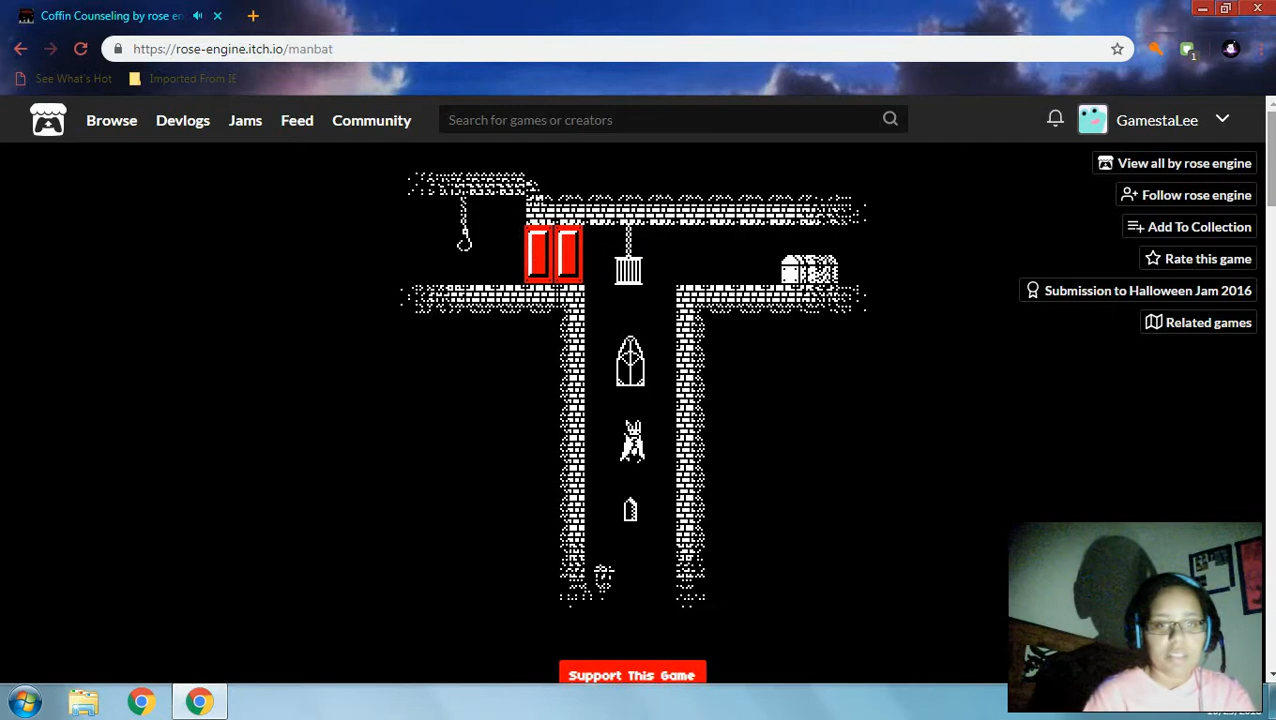 Coffin Counseling by rose en
https://rose-engine.itch.io/manbat
1
See What's Hot
Imported From IE
Browse
Devlogs
Jams
Feed
Community
Search for games or creators
GamestaLee
View all by rose engine
Follow rose engine
Add To Collection
Rate this game
Submission to Halloween Jam 2016
Related games
Support This Game